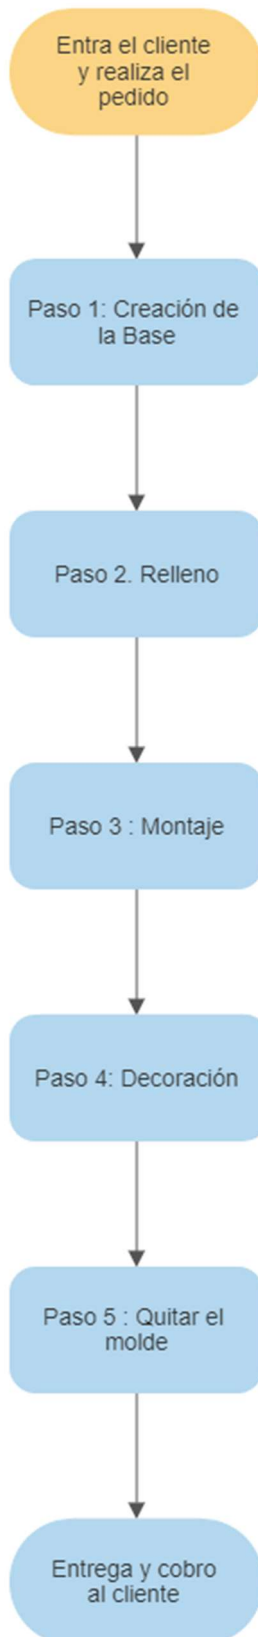 Entra el cliente
y realiza el
pedido
Paso 1: Creación de
la Base
Paso 2. Relleno
Paso 3 : Montaje
Paso 4: Decoración
Paso 5 : Quitar el
molde
Entrega y cobro
al cliente